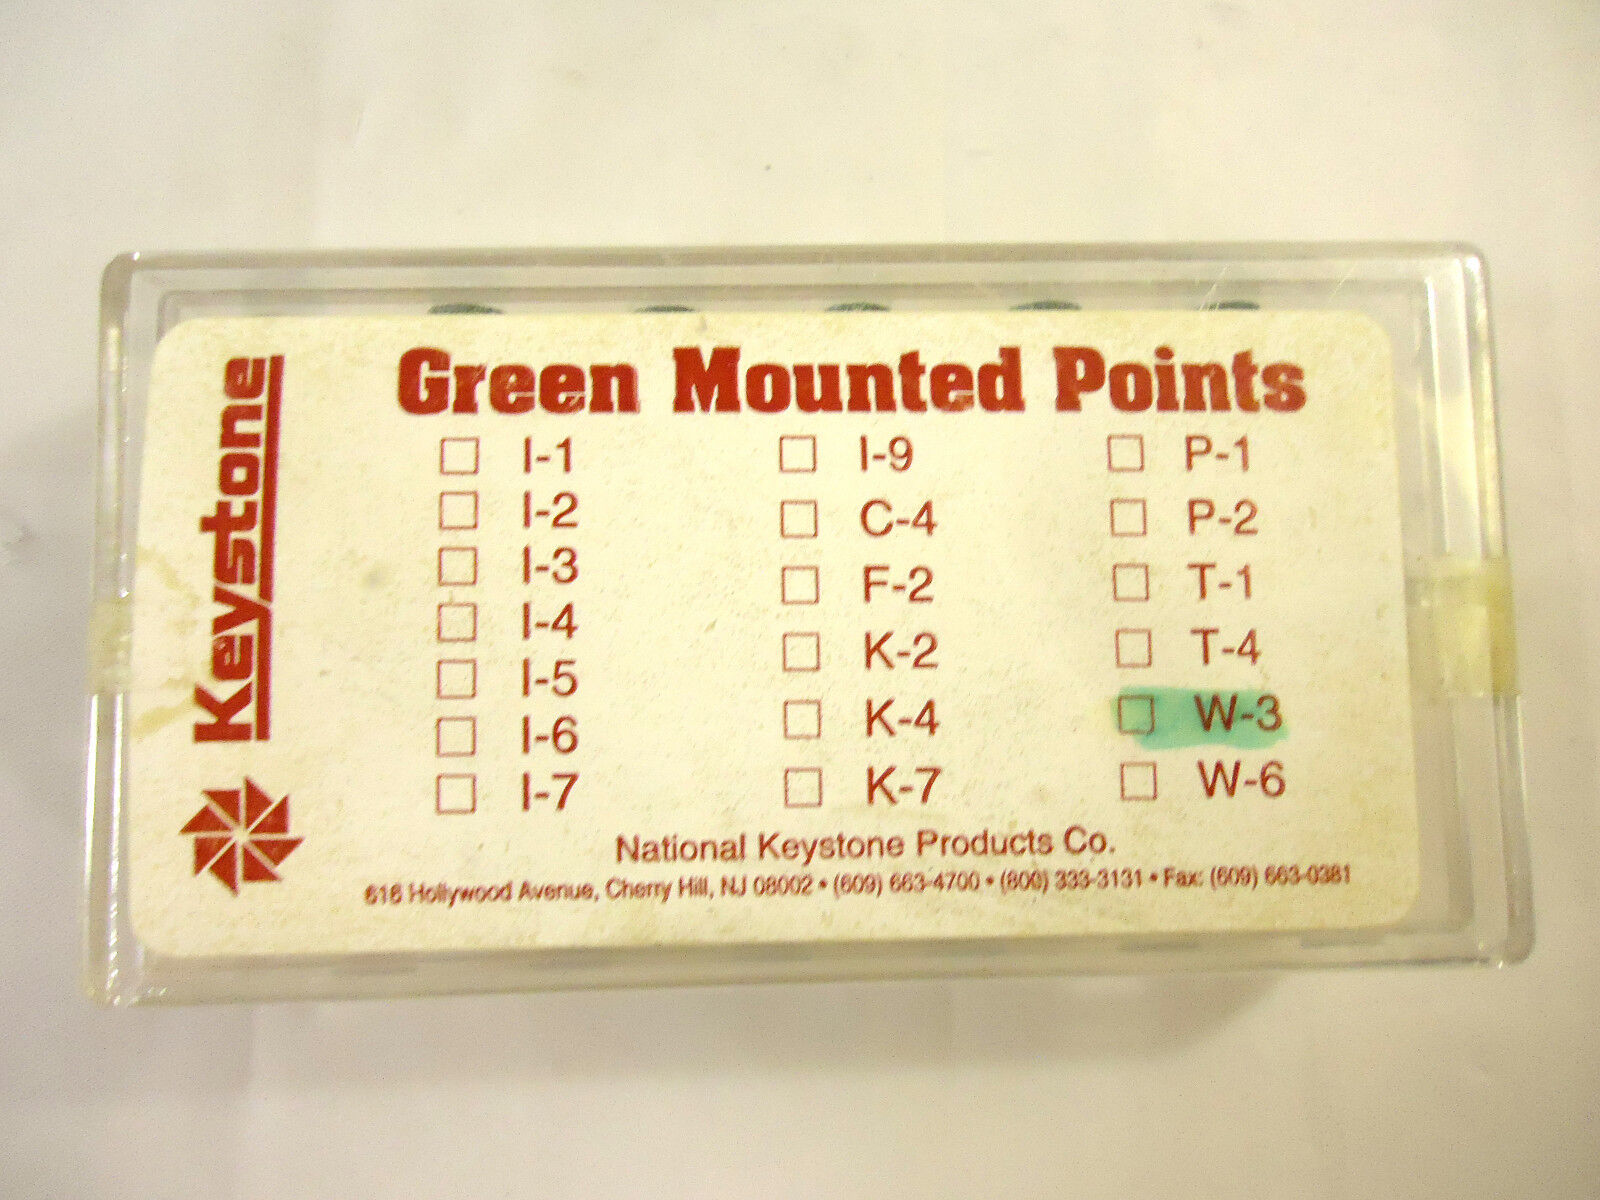 Keystone
Green Mounted Points
I-1
I-2
I-3
I-4
I-5
I-6
I-7
I-9
C-4
F-2
K-2
K-4
K-7
P-1
P-2
T-1
T-4
W-3
W-6
National Keystone Products Co.
616 Hollywood Avenue, Cherry Hill, NJ 08002 • (609) 663-4700 • (800) 333-3131 • Fax: (609) 663-0381